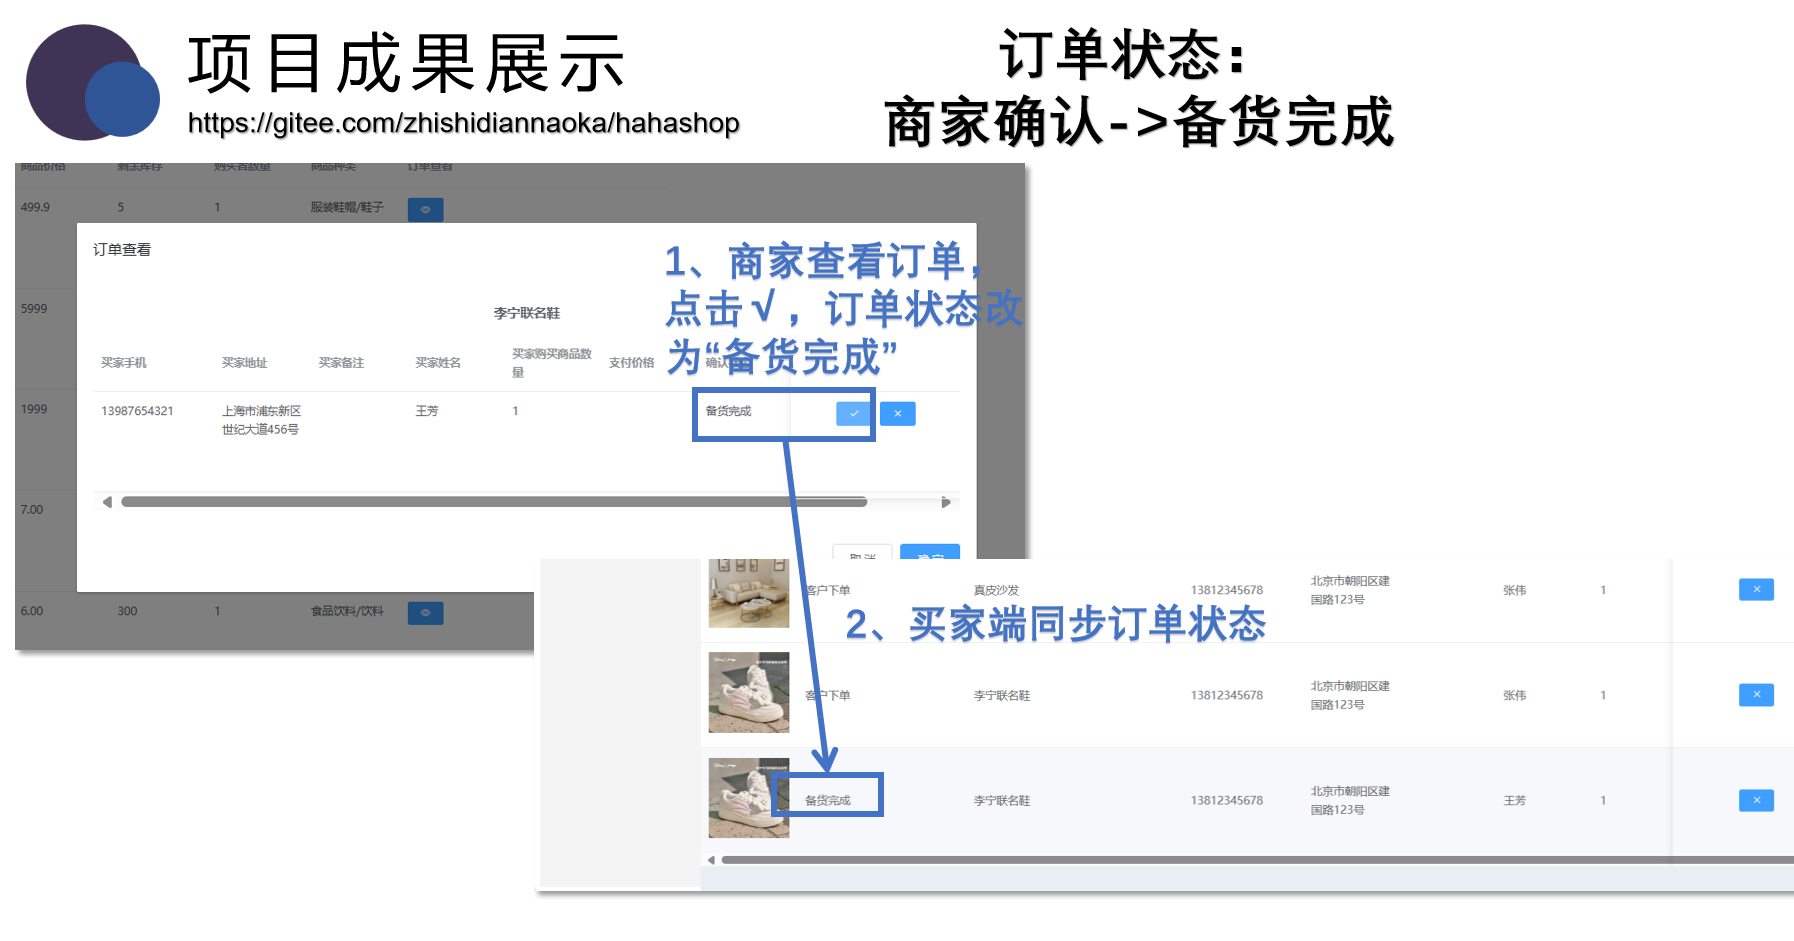 项目成果展示
https://gitee.com/zhishidiannaoka/hahashop
订单状态：
商家确认->备货完成
商品价格 剩余库存 购买者数量 商品种类 订单查看
499.9 5 1 服装鞋帽/鞋子
订单查看
1、商家查看订单，
点击√，订单状态改
为“备货完成”
5999
李宁联名鞋
买家手机 买家地址 买家备注 买家姓名 买家购买商品数量 支付价格 确认
1999
13987654321 上海市浦东新区 王芳 1 备货完成
世纪大道456号
7.00
取消 确定
6.00 300 1 食品饮料/饮料
客户下单 真皮沙发 13812345678 北京市朝阳区建 张伟 1
国路123号
2、买家端同步订单状态
客户下单 李宁联名鞋 13812345678 北京市朝阳区建 张伟 1
国路123号
备货完成 李宁联名鞋 13812345678 北京市朝阳区建 王芳 1
国路123号